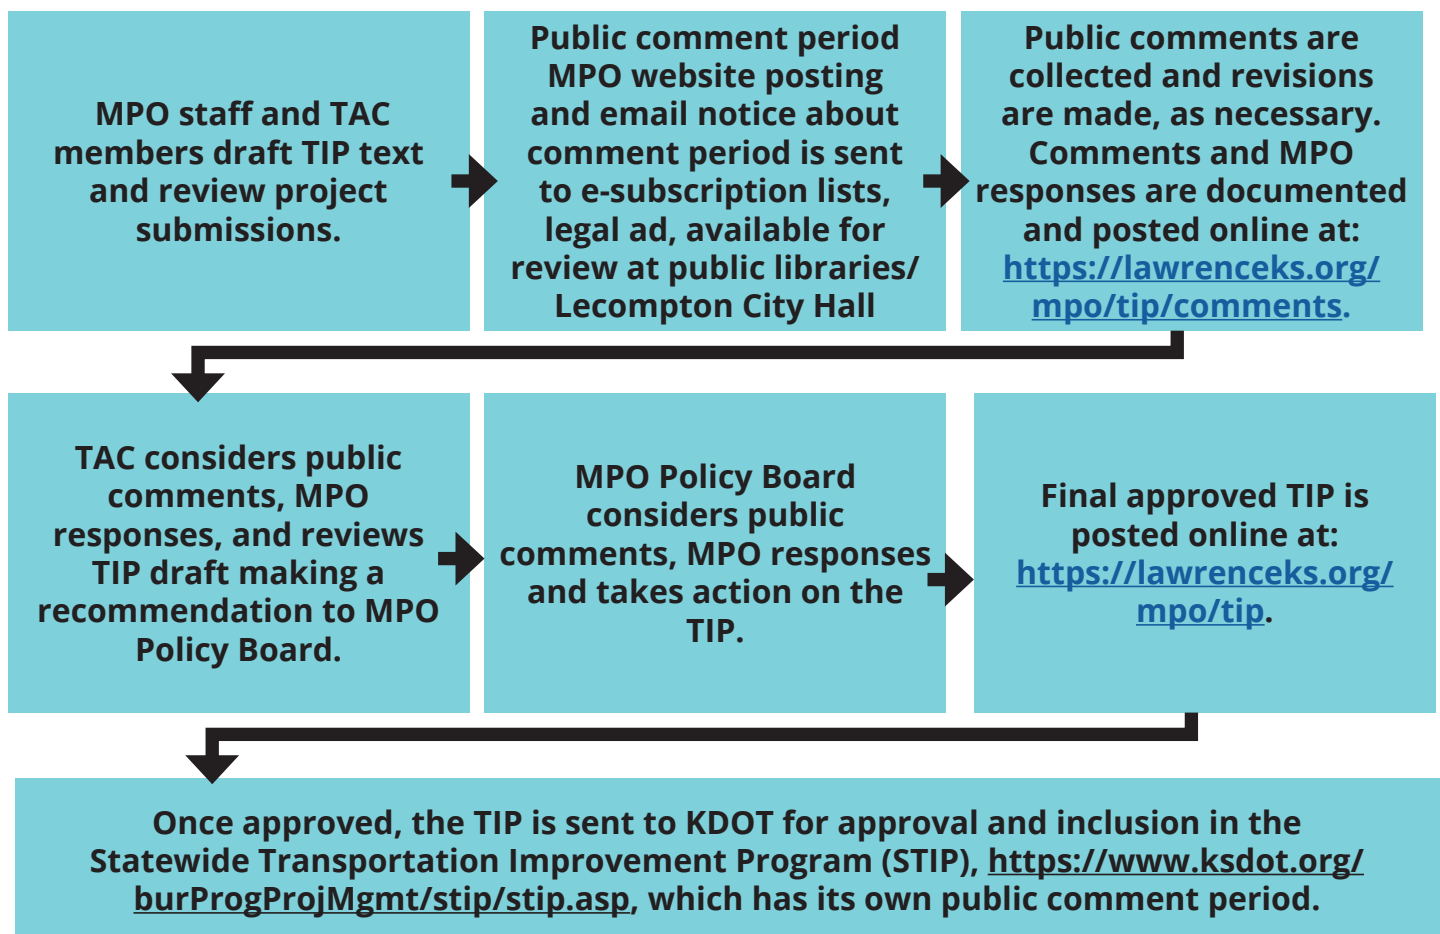 MPO staff and TAC
members draft TIP text
and review project
submissions.
Public comment period
MPO website posting
and email notice about
comment period is sent
to e-subscription lists,
legal ad, available for
review at public libraries/
Lecompton City Hall
Public comments are
collected and revisions
are made, as necessary.
Comments and MPO
responses are documented
and posted online at:
https://lawrenceks.org/
mpo/tip/comments.
TAC considers public
comments, MPO
responses, and reviews
TIP draft making a
recommendation to MPO
Policy Board.
MPO Policy Board
considers public
comments, MPO responses
and takes action on the
TIP.
Final approved TIP is
posted online at:
https://lawrenceks.org/
mpo/tip.
Once approved, the TIP is sent to KDOT for approval and inclusion in the
Statewide Transportation Improvement Program (STIP), https://www.ksdot.org/
burProgProjMgmt/stip/stip.asp, which has its own public comment period.